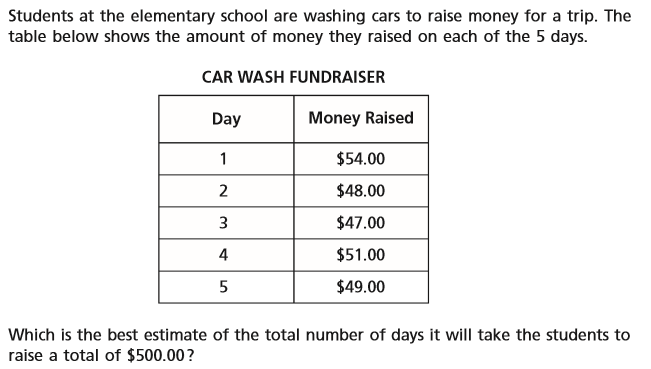 Students at the elementary school are washing cars to raise money for a trip. The
table below shows the amount of money they raised on each of the 5 days.
CAR WASH FUNDRAISER
Day Money Raised
1 $54.00
2 $48.00
3 $47.00
4 $51.00
5 $49.00
Which is the best estimate of the total number of days it will take the students to
raise a total of $500.00?